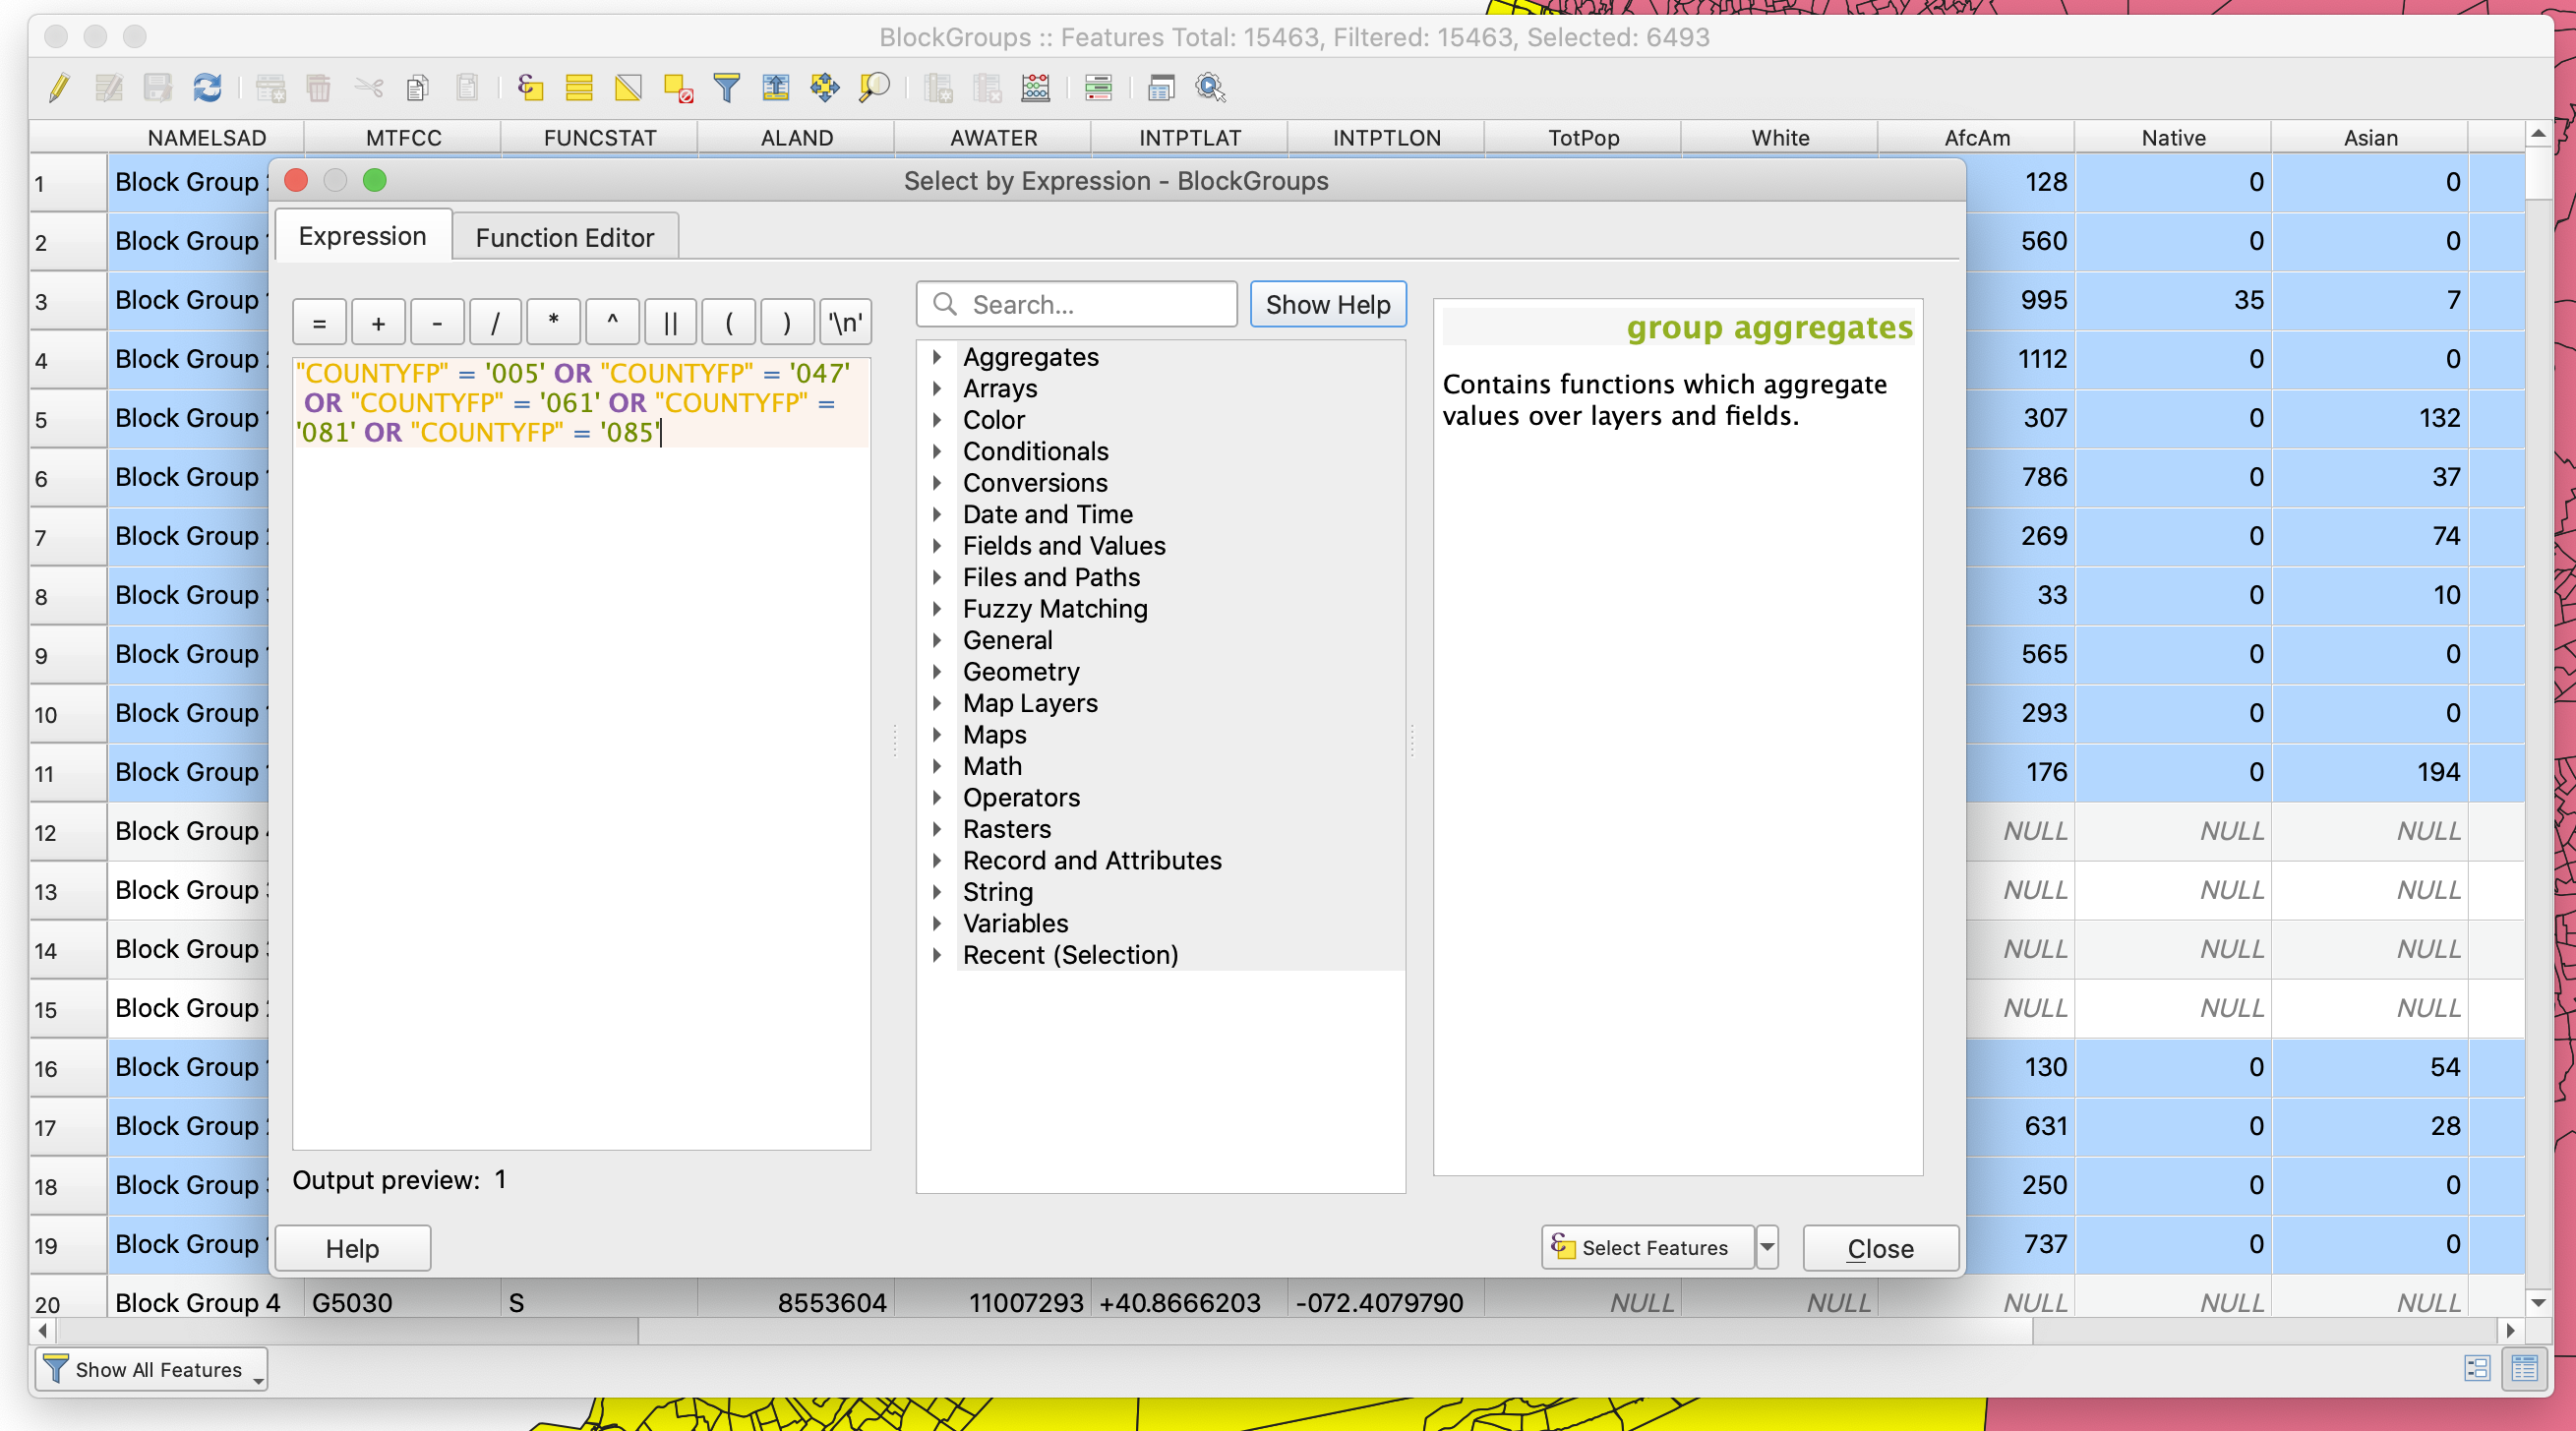 BlockGroups :: Features Total: 15463, Filtered: 15463, Selected: 6493
NAMELSAD MTFCC FUNCSTAT ALAND AWATER INTPTLAT INTPTLON TotPop White AfcAm Native Asian
Select by Expression - BlockGroups
Expression Function Editor
= + - / * ^ || ( ) '\n'
Search... Show Help
"COUNTYFP" = '005' OR "COUNTYFP" = '047'
OR "COUNTYFP" = '061' OR "COUNTYFP" =
'081' OR "COUNTYFP" = '085'
Output preview: 1
Aggregates
Arrays
Color
Conditionals
Conversions
Date and Time
Fields and Values
Files and Paths
Fuzzy Matching
General
Geometry
Map Layers
Maps
Math
Operators
Rasters
Record and Attributes
String
Variables
Recent (Selection)
group aggregates
Contains functions which aggregate
values over layers and fields.
Help Select Features Close
1 Block Group 128 0 0
2 Block Group 560 0 0
3 Block Group 995 35 7
4 Block Group 1112 0 0
5 Block Group 307 0 132
6 Block Group 786 0 37
7 Block Group 269 0 74
8 Block Group 33 0 10
9 Block Group 565 0 0
10 Block Group 293 0 0
11 Block Group 176 0 194
12 Block Group NULL NULL NULL
13 Block Group NULL NULL NULL
14 Block Group NULL NULL NULL
15 Block Group NULL NULL NULL
16 Block Group 130 0 54
17 Block Group 631 0 28
18 Block Group 250 0 0
19 Block Group 737 0 0
20 Block Group 4 G5030 S 8553604 11007293 +40.8666203 -072.4079790 NULL NULL NULL NULL NULL
Show All Features